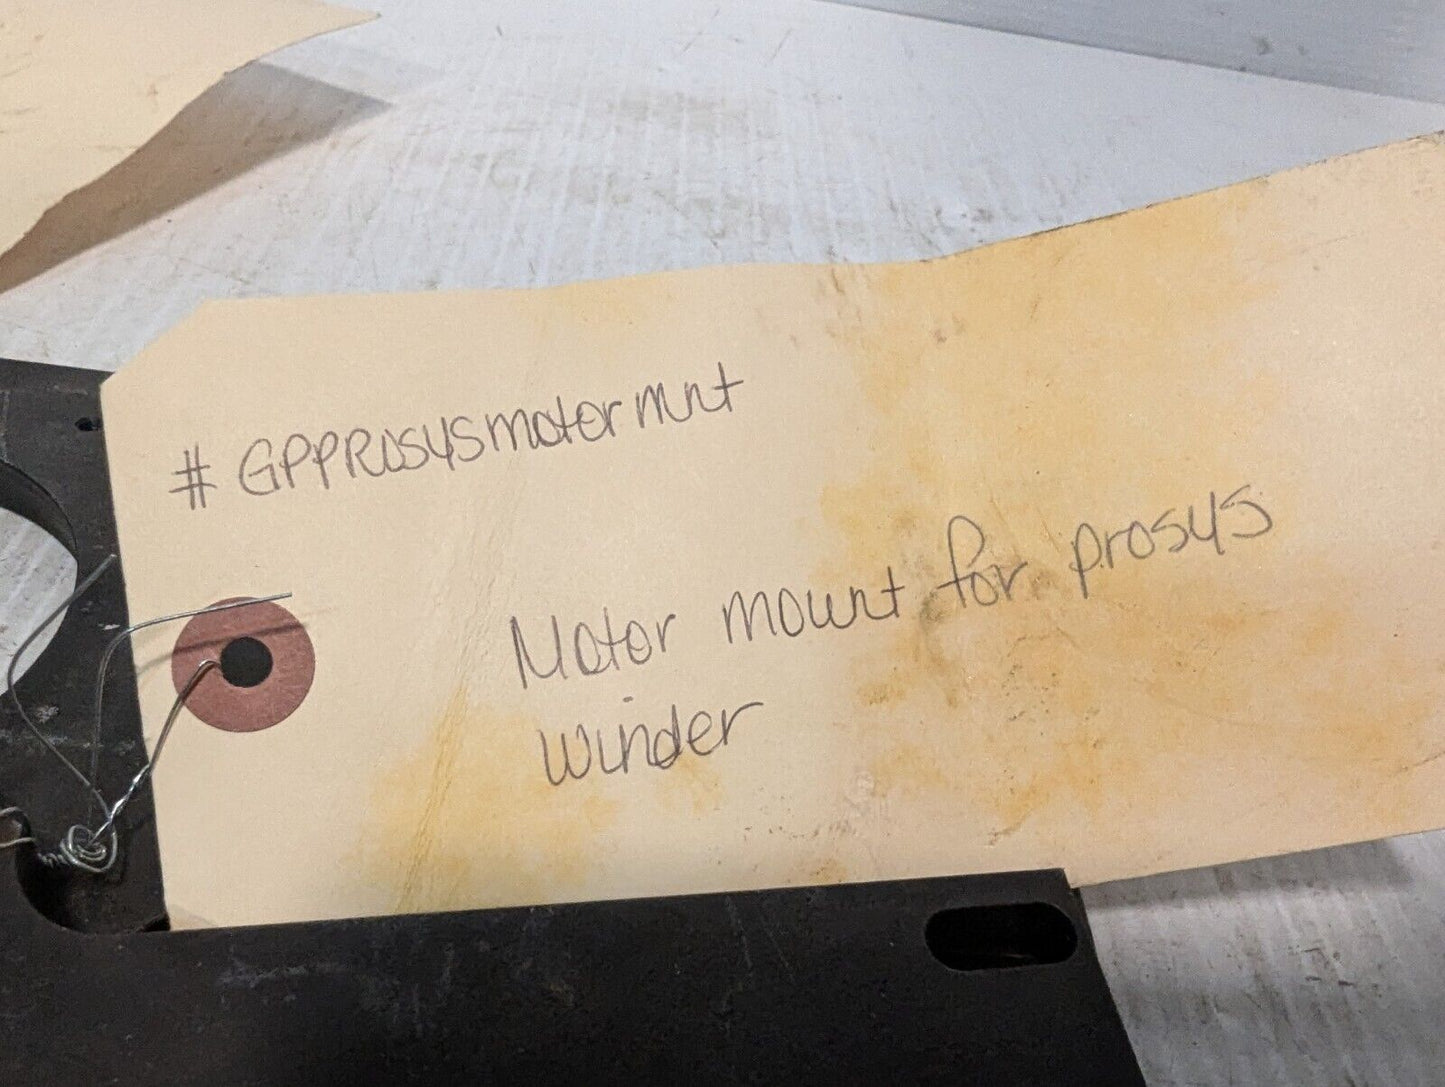 # GPPROSYSmotormnt
Motor mount for prosys
winder